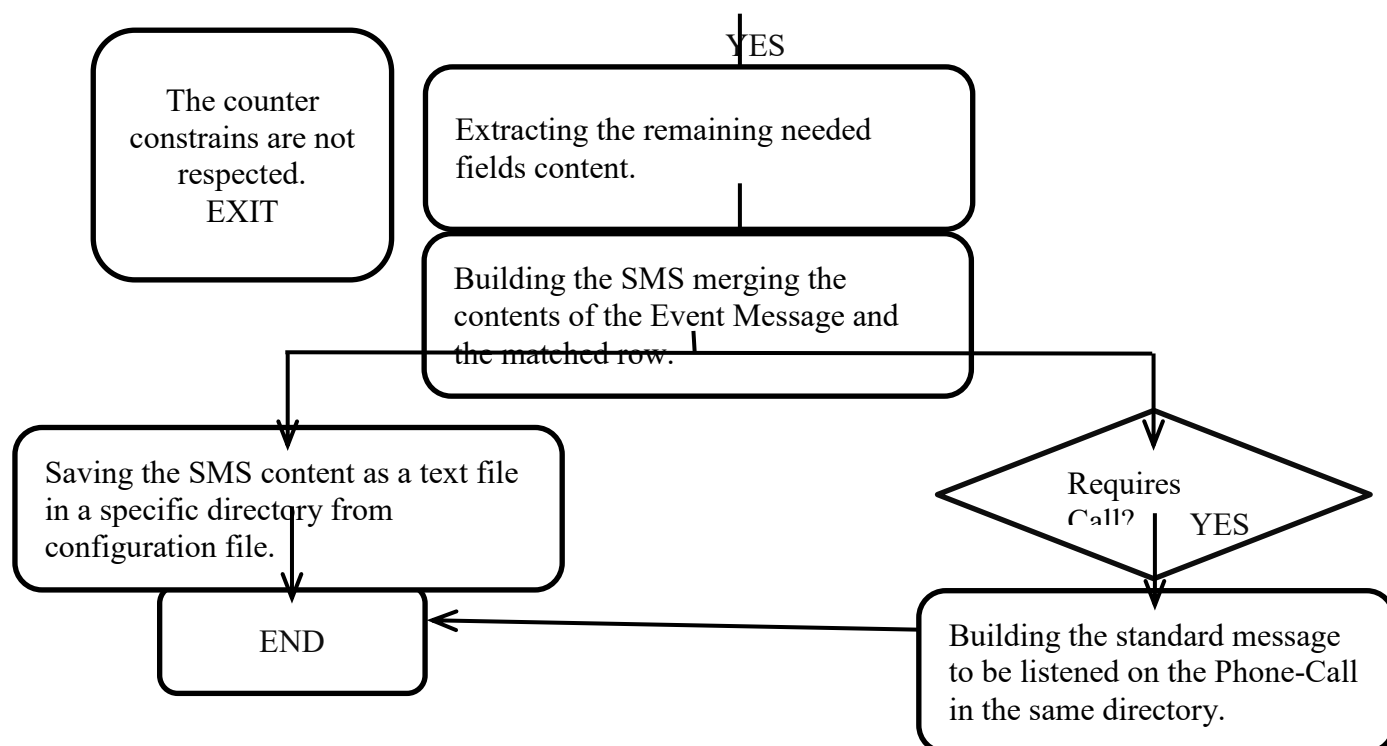 YES
The counter
constrains are not
respected.
EXIT
Extracting the remaining needed
fields content.
Building the SMS merging the
contents of the Event Message and
the matched row.
Saving the SMS content as a text file
in a specific directory from
configuration file.
Requires
Call?
YES
END
Building the standard message
to be listened on the Phone-Call
in the same directory.